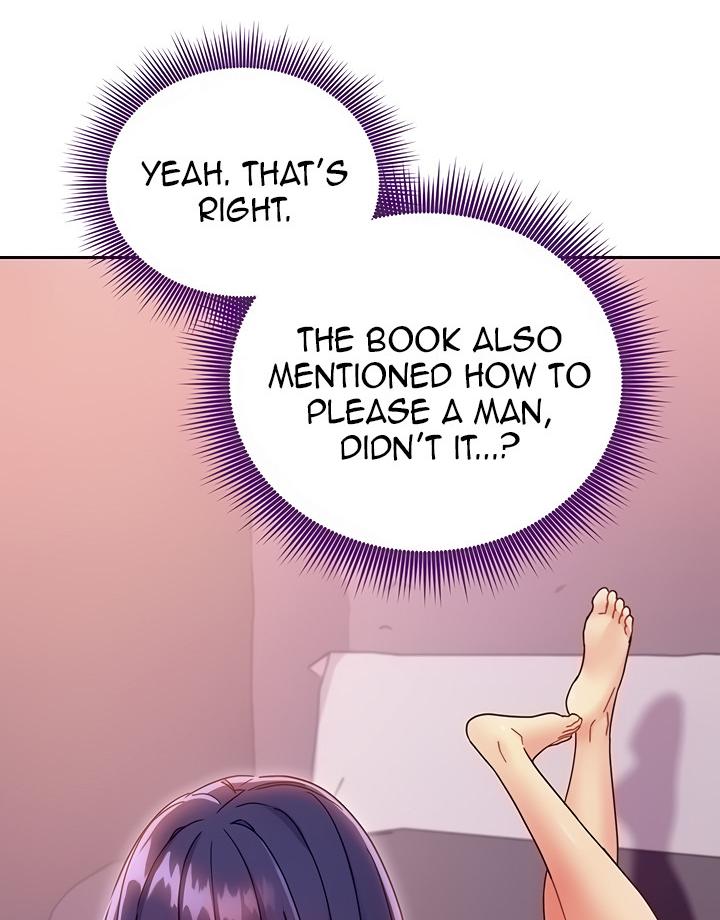 YEAH. THAT'S
RIGHT.
THE BOOK ALSO
MENTIONED HOW TO
PLEASE A MAN,
DIDN'T IT...?